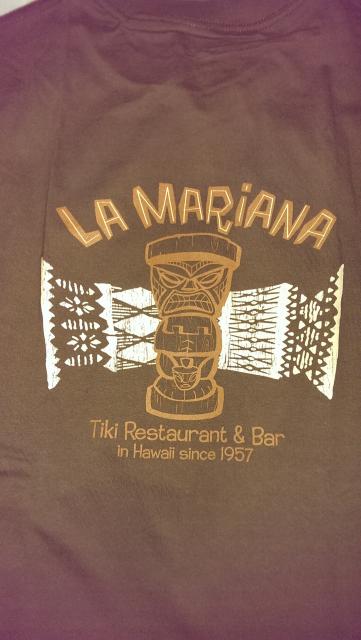 LA MARiANA
Tiki Restaurant & Bar
in Hawaii since 1957